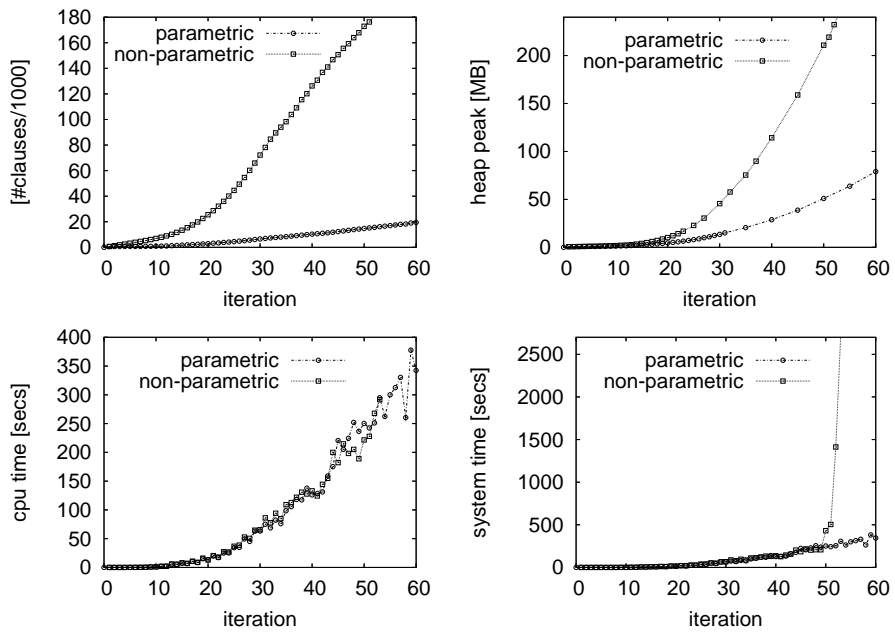 [#clauses/1000]
180
160
140
120
100
80
60
40
20
0
parametric
non-parametric
0 10 20 30 40 50 60
iteration
heap peak [MB]
200
150
100
50
0
parametric
non-parametric
0 10 20 30 40 50 60
iteration
cpu time [secs]
400
350
300
250
200
150
100
50
0
parametric
non-parametric
0 10 20 30 40 50 60
iteration
system time [secs]
2500
2000
1500
1000
500
0
parametric
non-parametric
0 10 20 30 40 50 60
iteration